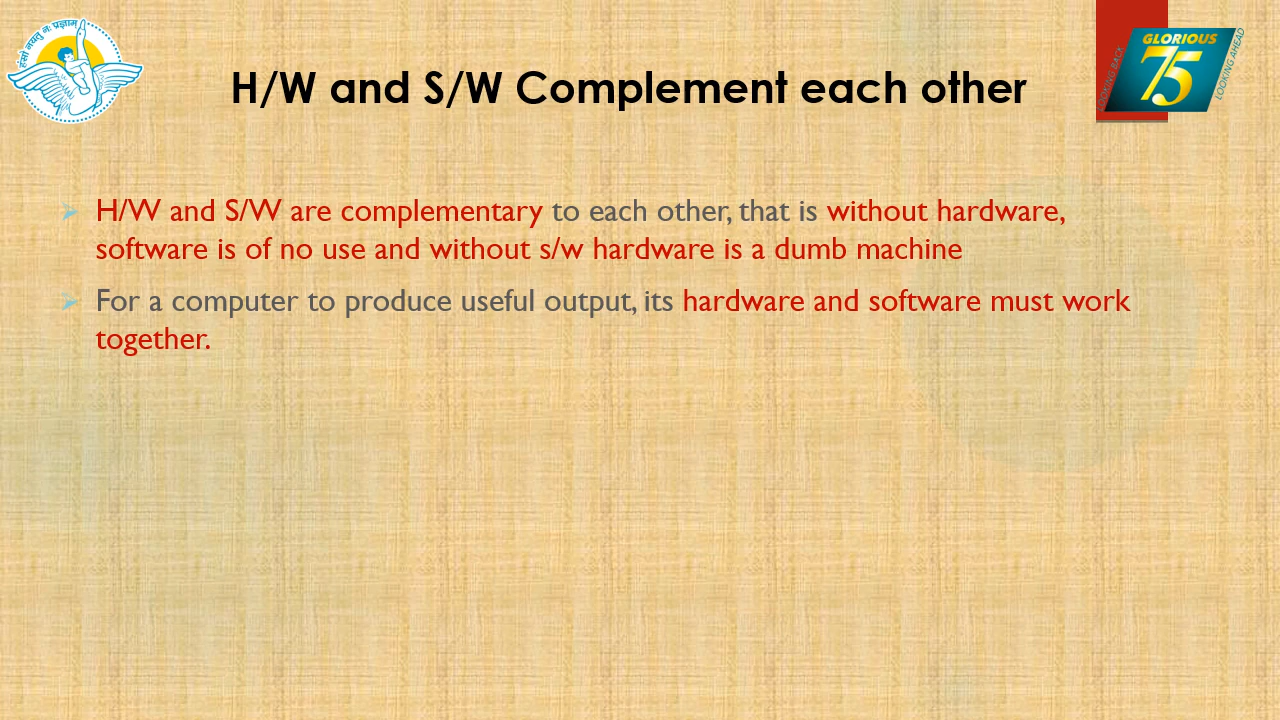 हंसो नयतु नः प्रज्ञाम्
GLORIOUS
75
LOOKING BACK
LOOKING AHEAD
H/W and S/W Complement each other
H/W and S/W are complementary to each other, that is without hardware,
software is of no use and without s/w hardware is a dumb machine
For a computer to produce useful output, its hardware and software must work
together.